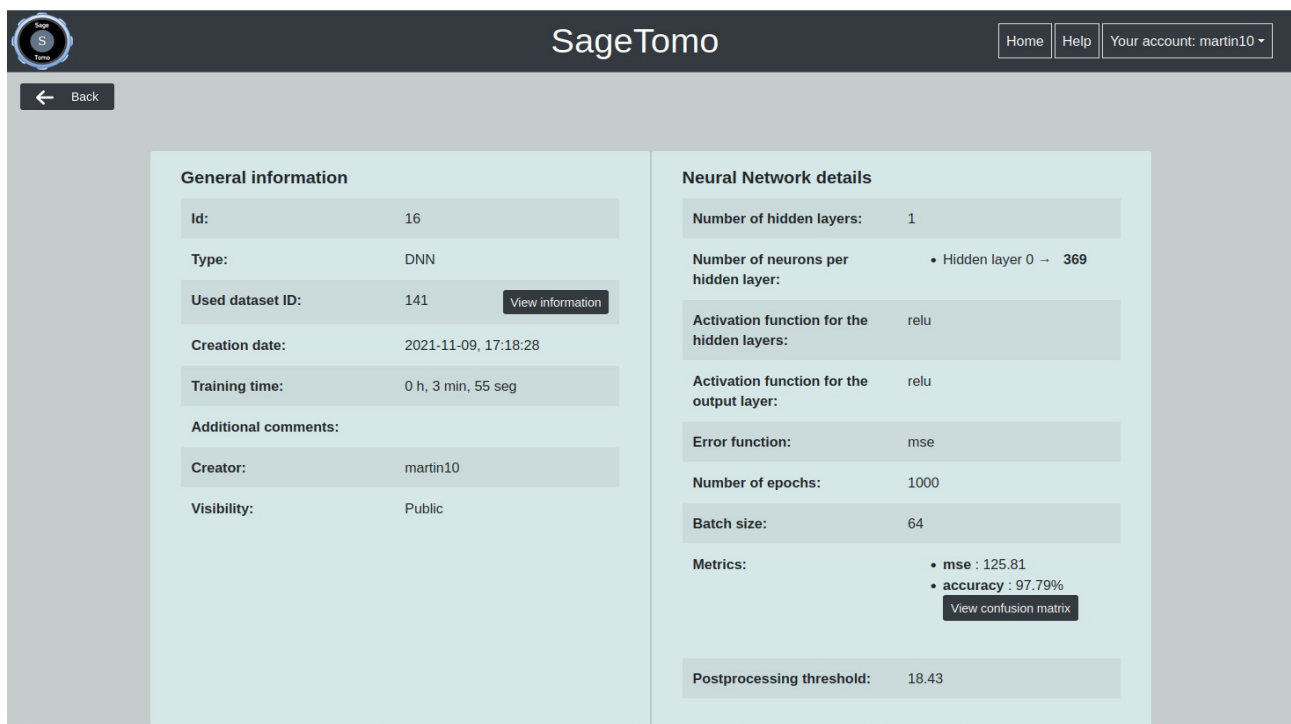 Sage
S
Tomo
SageTomo
Home Help Your account: martin10
Back
General information
Id: 16
Type: DNN
Used dataset ID: 141 View information
Creation date: 2021-11-09, 17:18:28
Training time: 0 h, 3 min, 55 seg
Additional comments:
Creator: martin10
Visibility: Public
Neural Network details
Number of hidden layers: 1
Number of neurons per • Hidden layer 0 → 369
hidden layer:
Activation function for the relu
hidden layers:
Activation function for the relu
output layer:
Error function: mse
Number of epochs: 1000
Batch size: 64
Metrics: • mse : 125.81
• accuracy : 97.79%
View confusion matrix
Postprocessing threshold: 18.43